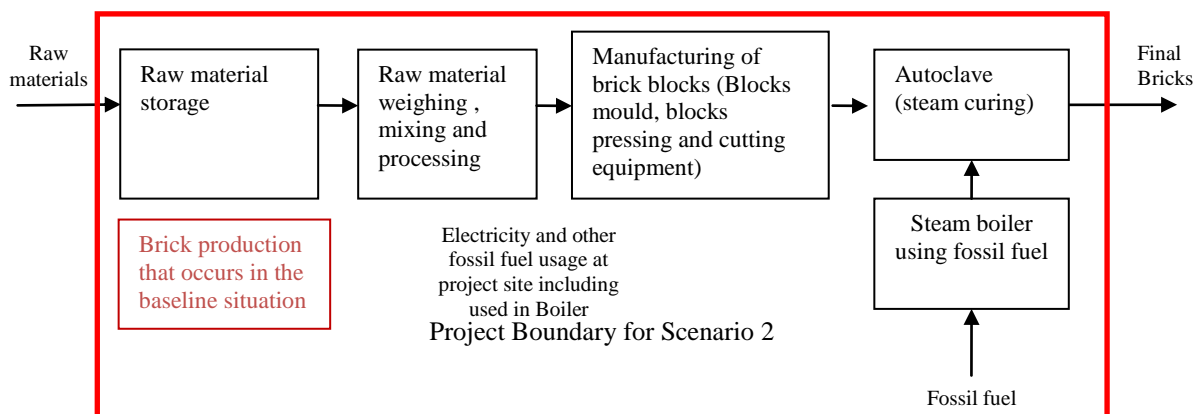 Raw
materials
Raw material
storage
Raw material
weighing ,
mixing and
processing
Manufacturing of
brick blocks (Blocks
mould, blocks
pressing and cutting
equipment)
Autoclave
(steam curing)
Final
Bricks
Brick production
that occurs in the
baseline situation
Electricity and other
fossil fuel usage at
project site including
used in Boiler
Steam boiler
using fossil fuel
Project Boundary for Scenario 2
Fossil fuel